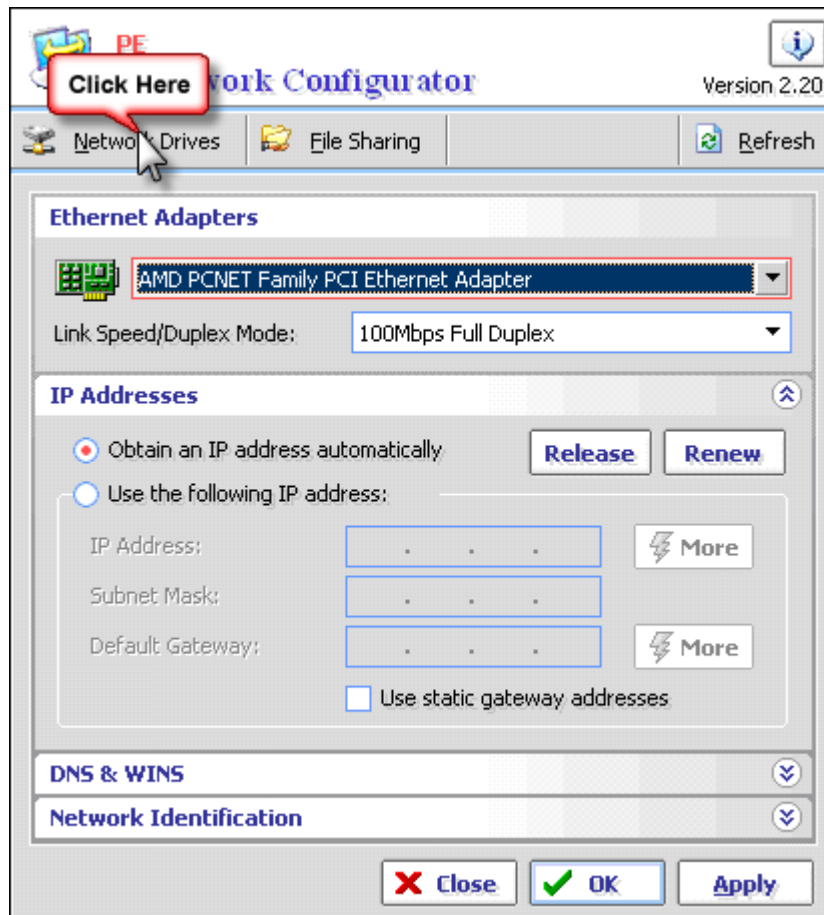 PE
Click Here
work Configurator
Version 2.20
Network Drives File Sharing Refresh
Ethernet Adapters
AMD PCNET Family PCI Ethernet Adapter
Link Speed/Duplex Mode: 100Mbps Full Duplex
IP Addresses
Obtain an IP address automatically Release Renew
Use the following IP address:
IP Address: . . . More
Subnet Mask: . . .
Default Gateway: . . . More
Use static gateway addresses
DNS & WINS
Network Identification
Close OK Apply